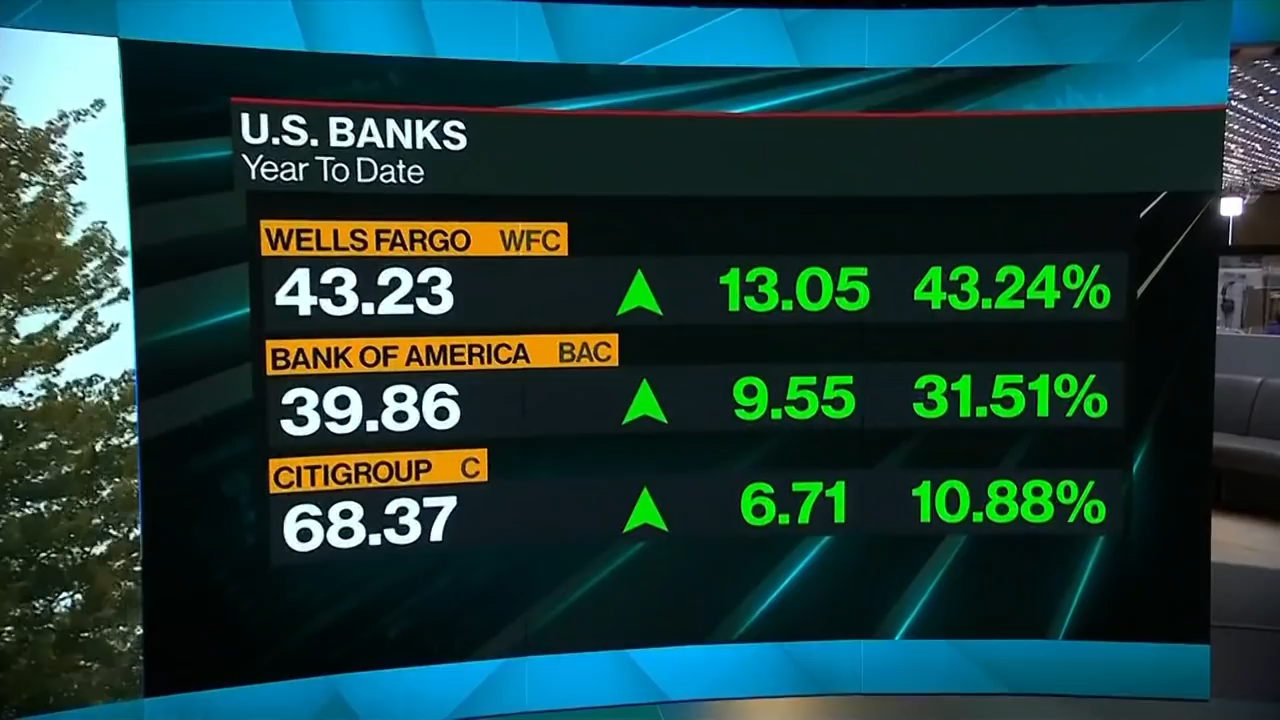 U.S. BANKS
Year To Date
WELLS FARGO WFC
43.23 ▲ 13.05 43.24%
BANK OF AMERICA BAC
39.86 ▲ 9.55 31.51%
CITIGROUP C
68.37 ▲ 6.71 10.88%